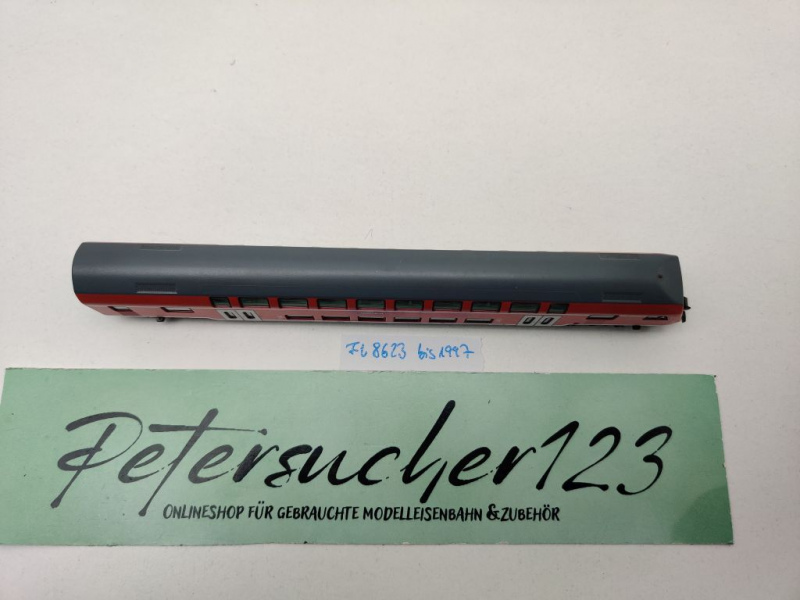 FL 8623 bis 1997
Petersucher123
ONLINESHOP FÜR GEBRAUCHTE MODELLEISENBAHN & ZUBEHÖR